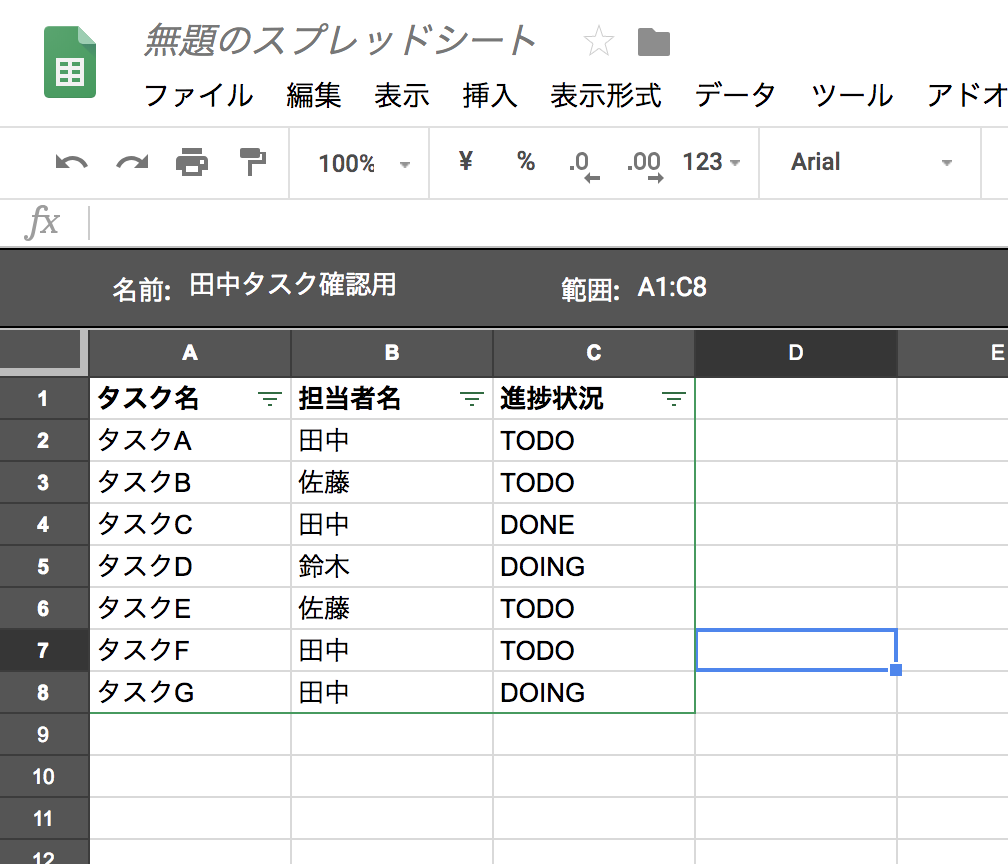 無題のスプレッドシート
ファイル 編集 表示 挿入 表示形式 データ ツール アドオ
100% ¥ % .0 .00 123 Arial
fx
名前: 田中タスク確認用 範囲: A1:C8
A B C D E
1 タスク名 担当者名 進捗状況
2 タスクA 田中 TODO
3 タスクB 佐藤 TODO
4 タスクC 田中 DONE
5 タスクD 鈴木 DOING
6 タスクE 佐藤 TODO
7 タスクF 田中 TODO
8 タスクG 田中 DOING
9
10
11
12